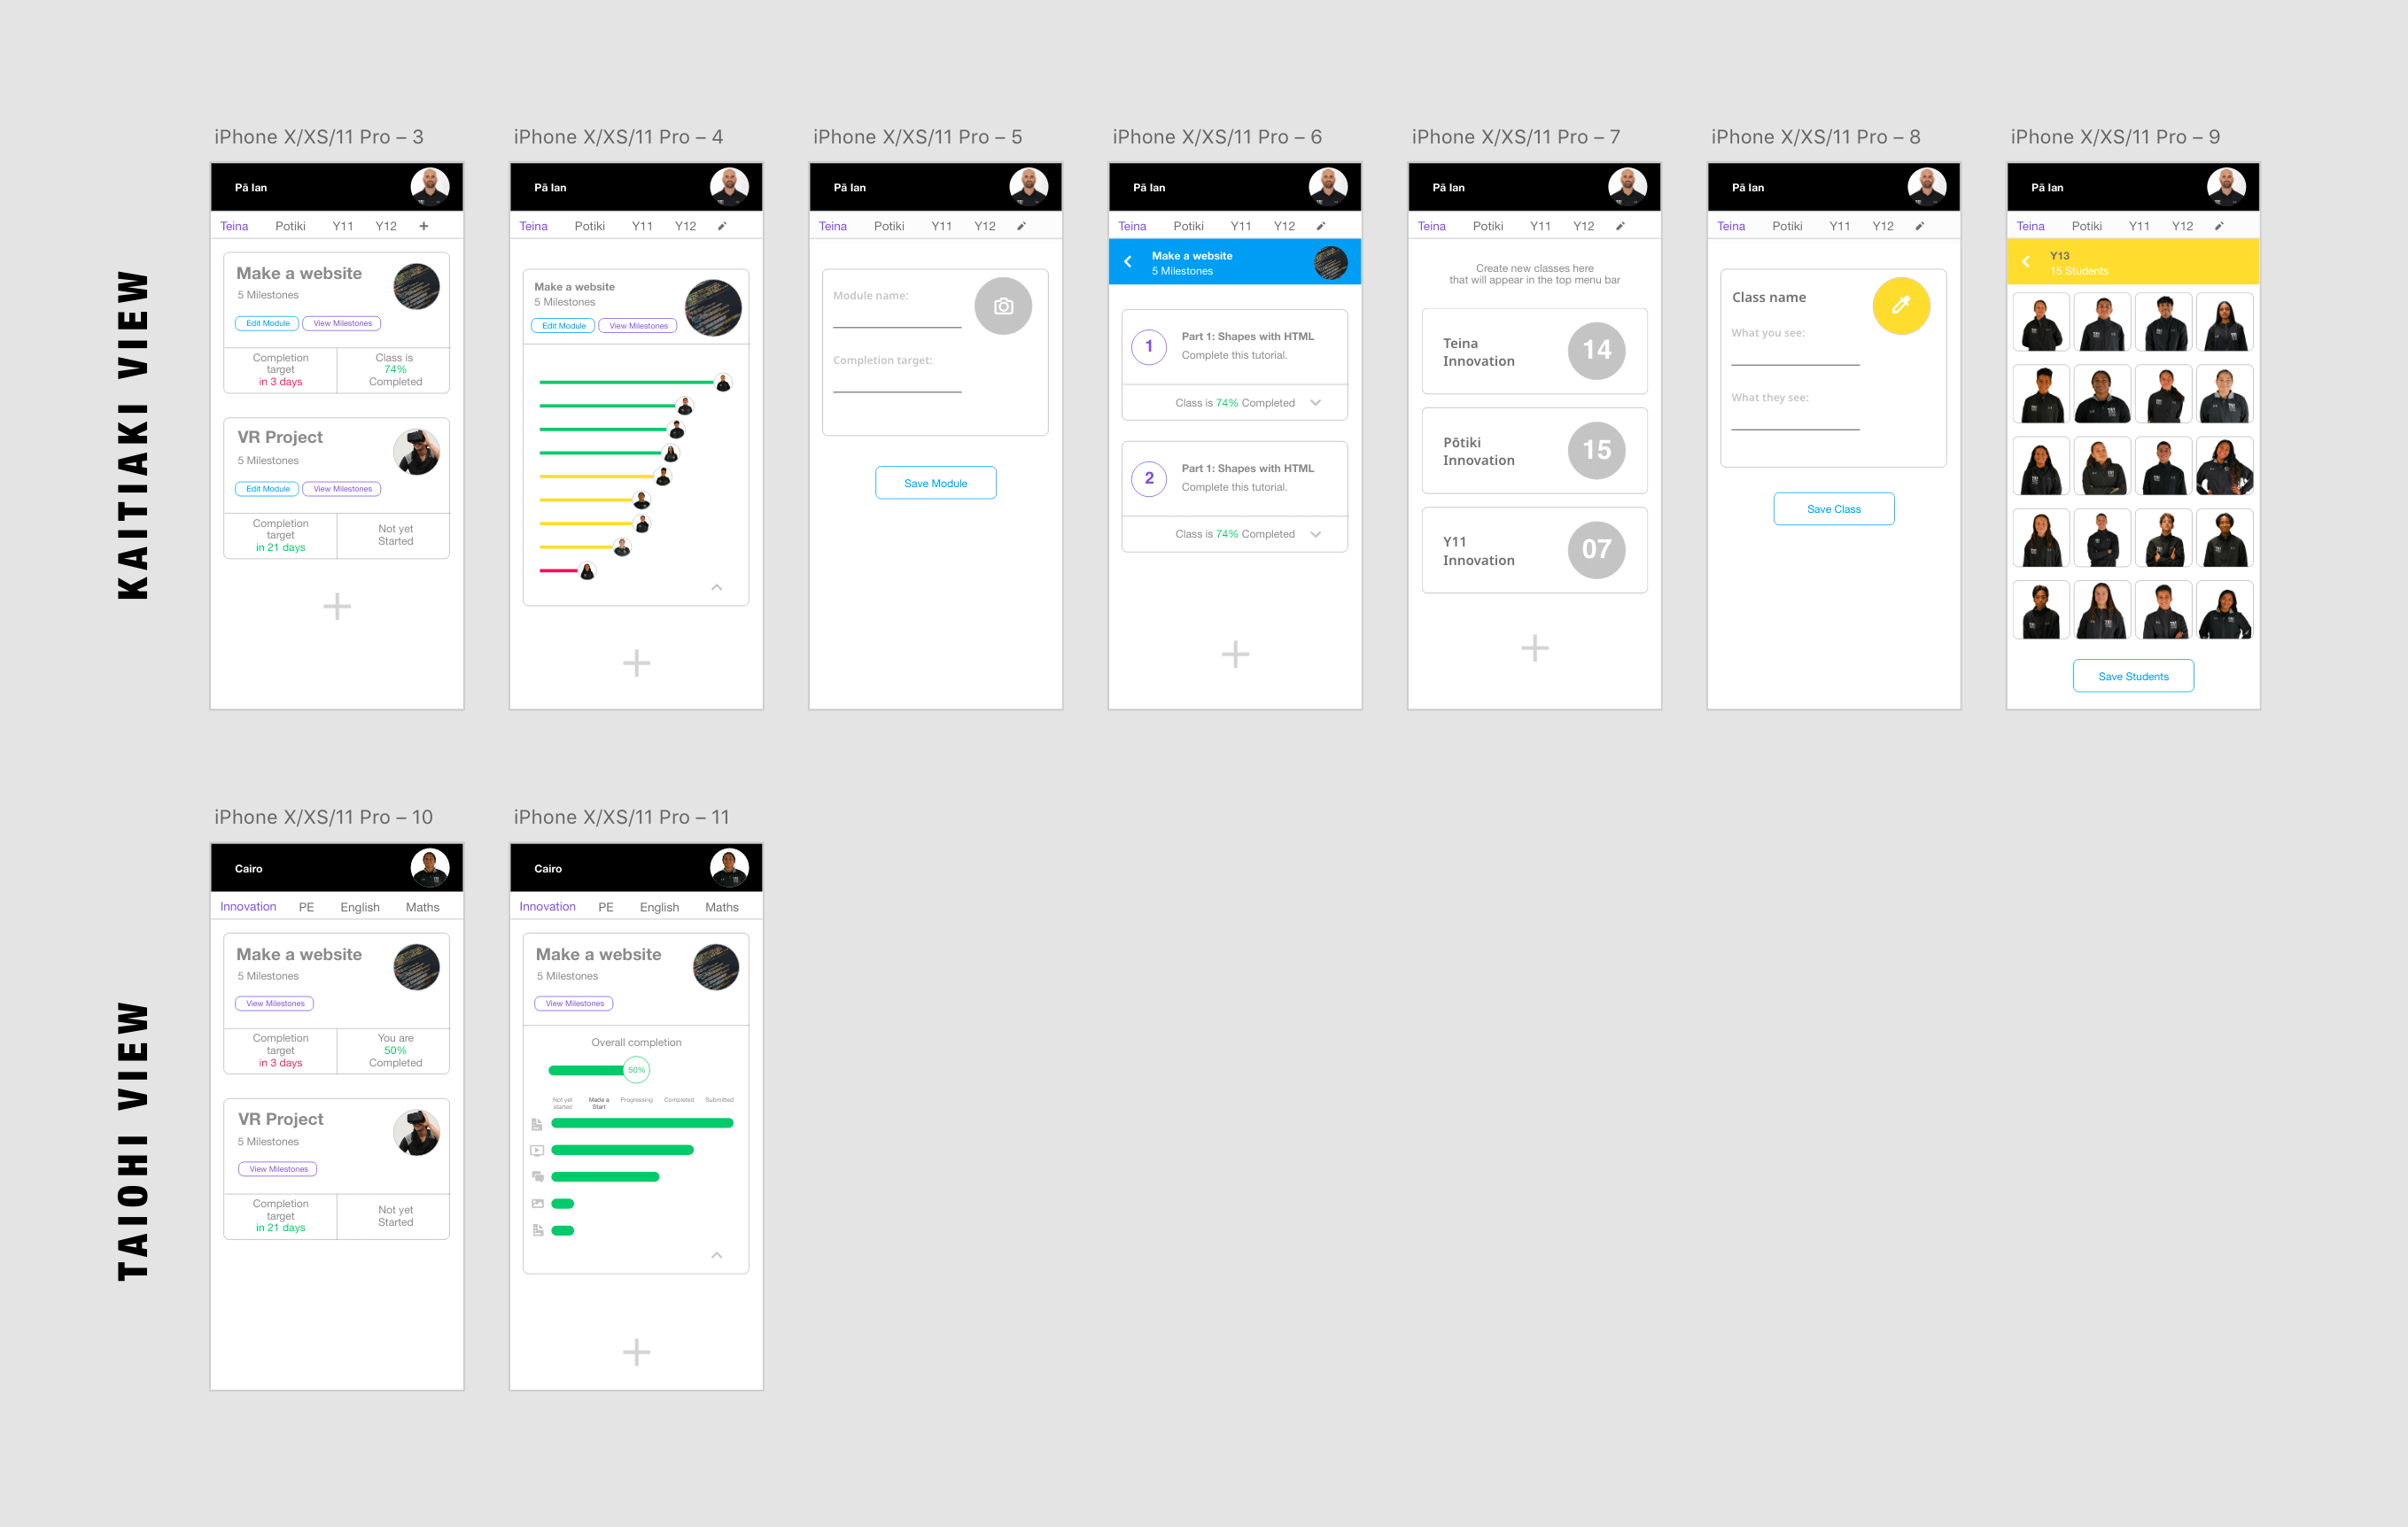 KAITIAKI VIEW
iPhone X/XS/11 Pro – 3
Pā Ian
Teina Potiki Y11 Y12 +
Make a website
5 Milestones
Edit Module View Milestones
Completion
target
in 3 days
Class is
74%
Completed
VR Project
5 Milestones
Edit Module View Milestones
Completion
target
in 21 days
Not yet
Started
iPhone X/XS/11 Pro – 4
Pā Ian
Teina Potiki Y11 Y12
Make a website
5 Milestones
Edit Module View Milestones
iPhone X/XS/11 Pro – 5
Pā Ian
Teina Potiki Y11 Y12
Module name:
Completion target:
Save Module
iPhone X/XS/11 Pro – 6
Pā Ian
Teina Potiki Y11 Y12
Make a website
5 Milestones
1
Part 1: Shapes with HTML
Complete this tutorial.
Class is 74% Completed
2
Part 1: Shapes with HTML
Complete this tutorial.
Class is 74% Completed
iPhone X/XS/11 Pro – 7
Pā Ian
Teina Potiki Y11 Y12
Create new classes here
that will appear in the top menu bar
Teina
Innovation
14
Pōtiki
Innovation
15
Y11
Innovation
07
iPhone X/XS/11 Pro – 8
Pā Ian
Teina Potiki Y11 Y12
Class name
What you see:
What they see:
Save Class
iPhone X/XS/11 Pro – 9
Pā Ian
Teina Potiki Y11 Y12
Y13
15 Students
Save Students
TAIOHI VIEW
iPhone X/XS/11 Pro – 10
Cairo
Innovation PE English Maths
Make a website
5 Milestones
View Milestones
Completion
target
in 3 days
You are
50%
Completed
VR Project
5 Milestones
View Milestones
Completion
target
in 21 days
Not yet
Started
iPhone X/XS/11 Pro – 11
Cairo
Innovation PE English Maths
Make a website
5 Milestones
View Milestones
Overall completion
50%
Not yet
started
Made a
Start
Progressing
Completed
Submitted